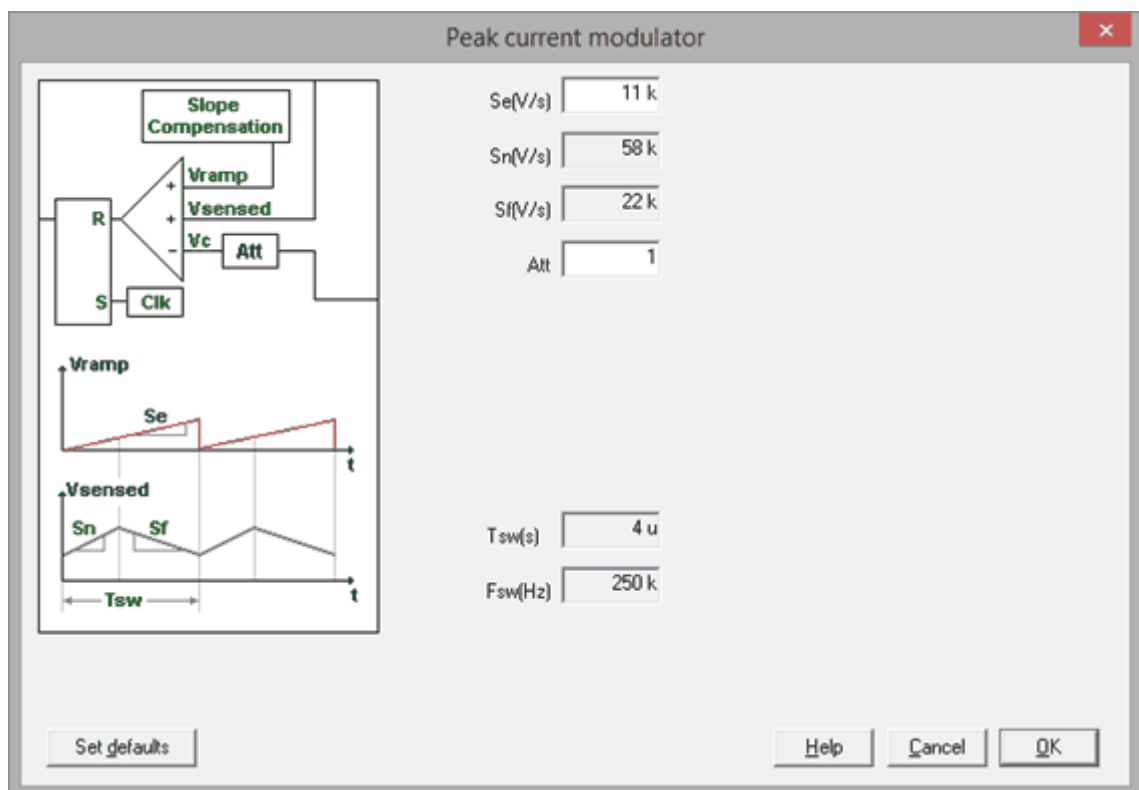 Peak current modulator
×
Slope
Compensation
Vramp
+
R
+
Vsensed
Vc
−
Att
S
Clk
Vramp
Se
t
Vsensed
Sn
Sf
Tsw
t
Se(V/s)
11 k
Sn(V/s)
58 k
Sf(V/s)
22 k
Att
1
Tsw(s)
4 u
Fsw(Hz)
250 k
Set defaults
Help
Cancel
OK